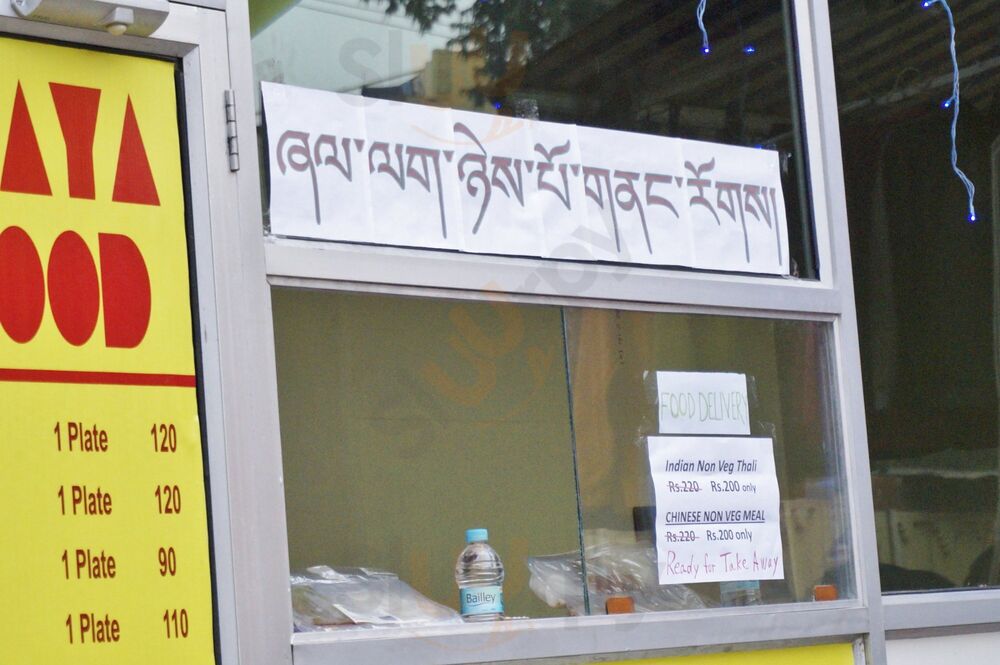 AYA
OOD
1 Plate 120
1 Plate 120
1 Plate 90
1 Plate 110
ཞལ་ལག་ཉེས་པོ་གནང་རོགས།
FOOD DELIVERY
Indian Non Veg Thali
Rs.220 Rs.200 only
CHINESE NON VEG MEAL
Rs.220 Rs.200 only
Ready for Take Away
Bailley